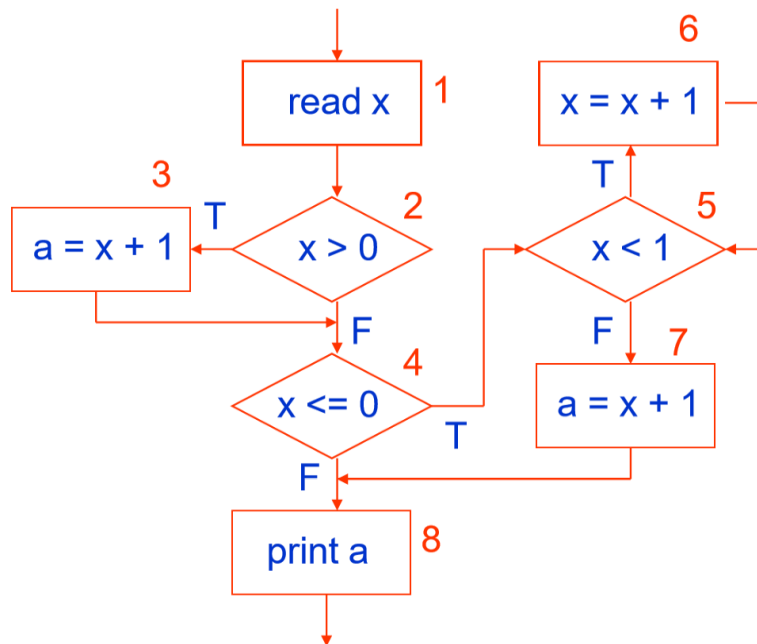 6
1
read x
x = x + 1
3
T
2
T
5
a = x + 1
x > 0
x < 1
F
F
7
4
x <= 0
a = x + 1
T
F
8
print a